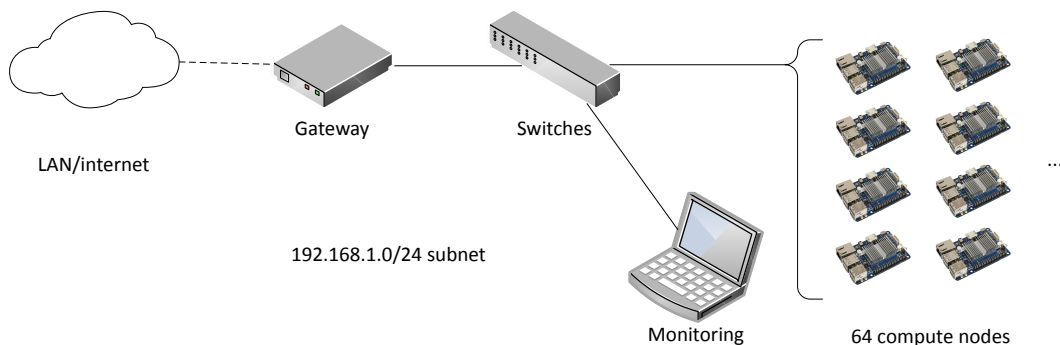 Gateway
Switches
LAN/internet
...
192.168.1.0/24 subnet
Monitoring
64 compute nodes